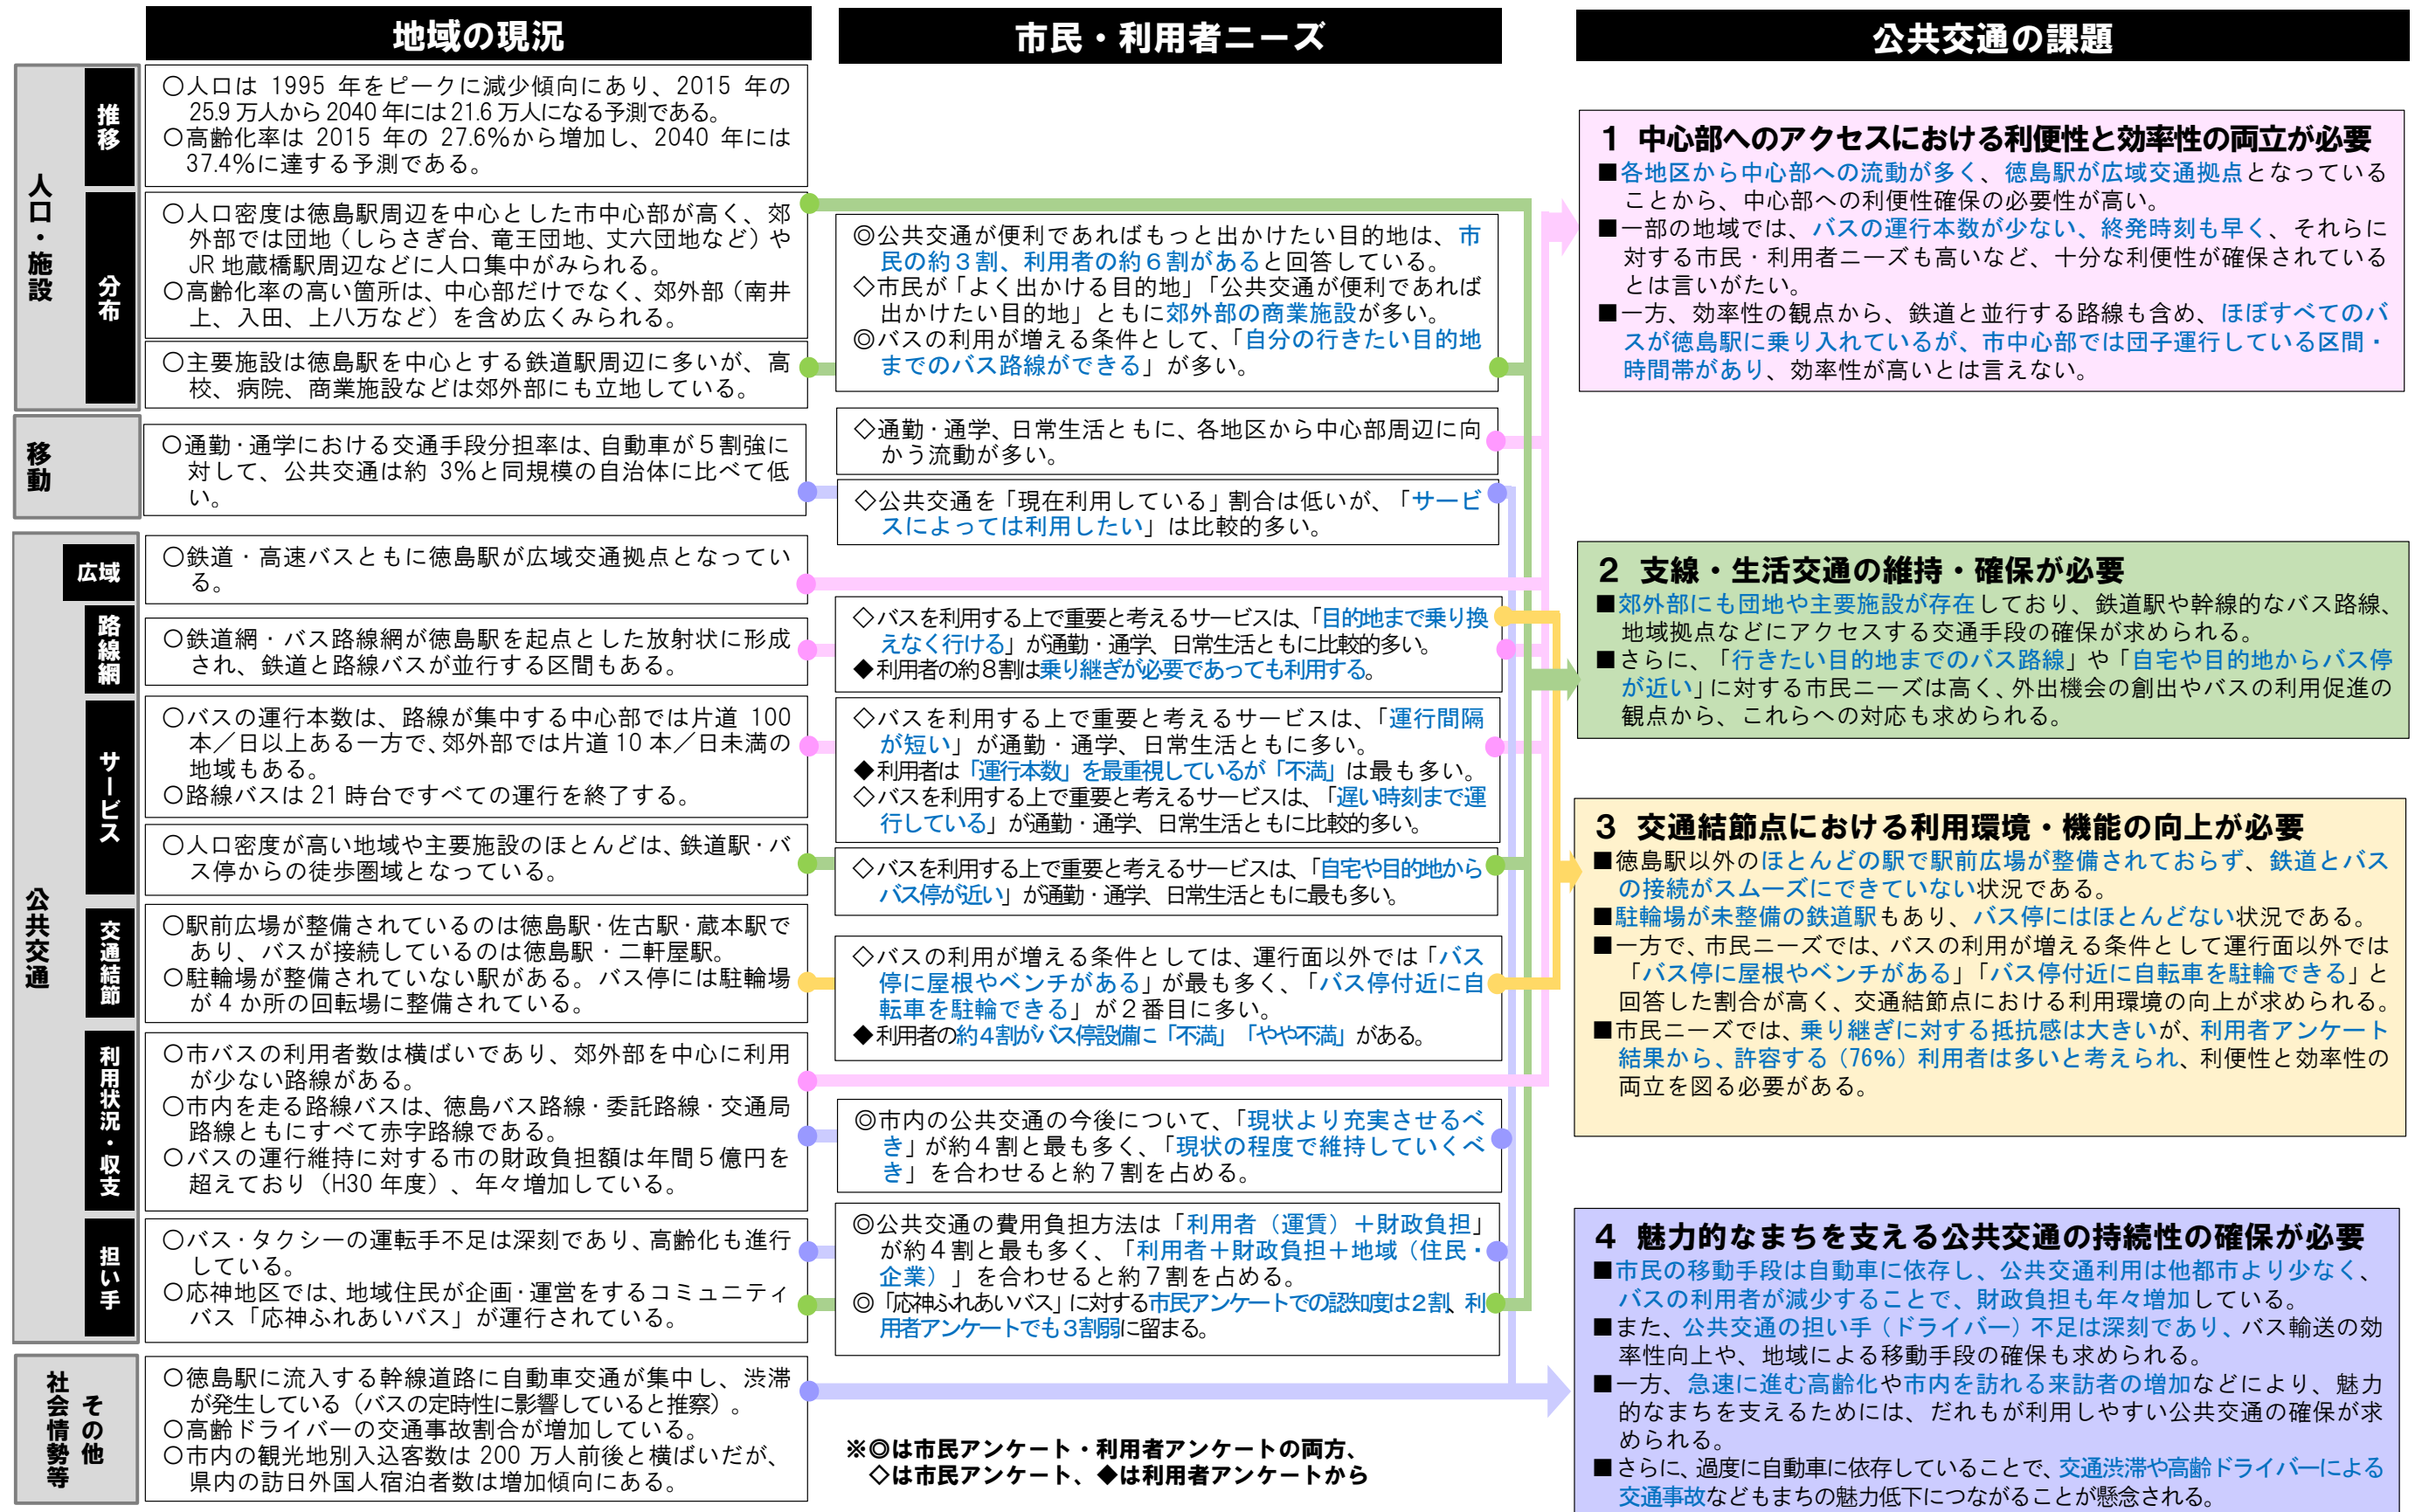 地域の現況
市民・利用者ニーズ
公共交通の課題
人口・施設
推移
○人口は 1995 年をピークに減少傾向にあり、2015 年の
25.9 万人から 2040 年には 21.6 万人になる予測である。
○高齢化率は 2015 年の 27.6%から増加し、2040 年には
37.4%に達する予測である。
分布
○人口密度は徳島駅周辺を中心とした市中心部が高く、郊
外部では団地（しらさぎ台、竜王団地、丈六団地など）や
JR 地蔵橋駅周辺などに人口集中がみられる。
○高齢化率の高い箇所は、中心部だけでなく、郊外部（南井
上、入田、上八万など）を含め広くみられる。
○主要施設は徳島駅を中心とする鉄道駅周辺に多いが、高
校、病院、商業施設などは郊外部にも立地している。
移動
○通勤・通学における交通手段分担率は、自動車が５割強に
対して、公共交通は約 3%と同規模の自治体に比べて低
い。
公共交通
広域
○鉄道・高速バスともに徳島駅が広域交通拠点となってい
る。
路線網
○鉄道網・バス路線網が徳島駅を起点とした放射状に形成
され、鉄道と路線バスが並行する区間もある。
サービス
○バスの運行本数は、路線が集中する中心部では片道 100
本／日以上ある一方で、郊外部では片道 10 本／日未満の
地域もある。
○路線バスは 21 時台ですべての運行を終了する。
○人口密度が高い地域や主要施設のほとんどは、鉄道駅・バ
ス停からの徒歩圏域となっている。
交通結節
○駅前広場が整備されているのは徳島駅・佐古駅・蔵本駅で
あり、バスが接続しているのは徳島駅・二軒屋駅。
○駐輪場が整備されていない駅がある。バス停には駐輪場
が 4 か所の回転場に整備されている。
利用状況・収支
○市バスの利用者数は横ばいであり、郊外部を中心に利用
が少ない路線がある。
○市内を走る路線バスは、徳島バス路線・委託路線・交通局
路線ともにすべて赤字路線である。
○バスの運行維持に対する市の財政負担額は年間５億円を
超えており（H30 年度）、年々増加している。
担い手
○バス・タクシーの運転手不足は深刻であり、高齢化も進行
している。
○応神地区では、地域住民が企画・運営をするコミュニティ
バス「応神ふれあいバス」が運行されている。
その他
社会情勢等
○徳島駅に流入する幹線道路に自動車交通が集中し、渋滞
が発生している（バスの定時性に影響していると推察）。
○高齢ドライバーの交通事故割合が増加している。
○市内の観光地別入込客数は 200 万人前後と横ばいだが、
県内の訪日外国人宿泊者数は増加傾向にある。
◎公共交通が便利であればもっと出かけたい目的地は、市
民の約３割、利用者の約６割があると回答している。
◇市民が「よく出かける目的地」「公共交通が便利であれば
出かけたい目的地」ともに郊外部の商業施設が多い。
◎バスの利用が増える条件として、「自分の行きたい目的地
までのバス路線ができる」が多い。
◇通勤・通学、日常生活ともに、各地区から中心部周辺に向
かう流動が多い。
◇公共交通を「現在利用している」割合は低いが、「サービ
スによっては利用したい」は比較的多い。
◇バスを利用する上で重要と考えるサービスは、「目的地まで乗り換
えなく行ける」が通勤・通学、日常生活ともに比較的多い。
◆利用者の約８割は乗り継ぎが必要であっても利用する。
◇バスを利用する上で重要と考えるサービスは、「運行間隔
が短い」が通勤・通学、日常生活ともに多い。
◆利用者は「運行本数」を最重視しているが「不満」は最も多い。
◇バスを利用する上で重要と考えるサービスは、「遅い時刻まで運
行している」が通勤・通学、日常生活ともに比較的多い。
◇バスを利用する上で重要と考えるサービスは、「自宅や目的地から
バス停が近い」が通勤・通学、日常生活ともに最も多い。
◇バスの利用が増える条件としては、運行面以外では「バス
停に屋根やベンチがある」が最も多く、「バス停付近に自
転車を駐輪できる」が２番目に多い。
◆利用者の約４割がバス停設備に「不満」「やや不満」がある。
◎市内の公共交通の今後について、「現状より充実させるべ
き」が約４割と最も多く、「現状の程度で維持していくべ
き」を合わせると約７割を占める。
◎公共交通の費用負担方法は「利用者（運賃）＋財政負担」
が約４割と最も多く、「利用者＋財政負担＋地域（住民・
企業）」を合わせると約７割を占める。
◎「応神ふれあいバス」に対する市民アンケートでの認知度は２割、利
用者アンケートでも３割弱に留まる。
※◎は市民アンケート・利用者アンケートの両方、
◇は市民アンケート、◆は利用者アンケートから
１ 中心部へのアクセスにおける利便性と効率性の両立が必要
■各地区から中心部への流動が多く、徳島駅が広域交通拠点となっている
ことから、中心部への利便性確保の必要性が高い。
■一部の地域では、バスの運行本数が少ない、終発時刻も早く、それらに
対する市民・利用者ニーズも高いなど、十分な利便性が確保されている
とは言いがたい。
■一方、効率性の観点から、鉄道と並行する路線も含め、ほぼすべてのバ
スが徳島駅に乗り入れているが、市中心部では団子運行している区間・
時間帯があり、効率性が高いとは言えない。
２ 支線・生活交通の維持・確保が必要
■郊外部にも団地や主要施設が存在しており、鉄道駅や幹線的なバス路線、
地域拠点などにアクセスする交通手段の確保が求められる。
■さらに、「行きたい目的地までのバス路線」や「自宅や目的地からバス停
が近い」に対する市民ニーズは高く、外出機会の創出やバスの利用促進の
観点から、これらへの対応も求められる。
３ 交通結節点における利用環境・機能の向上が必要
■徳島駅以外のほとんどの駅で駅前広場が整備されておらず、鉄道とバス
の接続がスムーズにできていない状況である。
■駐輪場が未整備の鉄道駅もあり、バス停にはほとんどない状況である。
■一方で、市民ニーズでは、バスの利用が増える条件として運行面以外では
「バス停に屋根やベンチがある」「バス停付近に自転車を駐輪できる」と
回答した割合が高く、交通結節点における利用環境の向上が求められる。
■市民ニーズでは、乗り継ぎに対する抵抗感は大きいが、利用者アンケート
結果から、許容する（76%）利用者は多いと考えられ、利便性と効率性の
両立を図る必要がある。
４ 魅力的なまちを支える公共交通の持続性の確保が必要
■市民の移動手段は自動車に依存し、公共交通利用は他都市より少なく、
バスの利用者が減少することで、財政負担も年々増加している。
■また、公共交通の担い手（ドライバー）不足は深刻であり、バス輸送の効
率性向上や、地域による移動手段の確保も求められる。
■一方、急速に進む高齢化や市内を訪れる来訪者の増加などにより、魅力
的なまちを支えるためには、だれもが利用しやすい公共交通の確保が求
められる。
■さらに、過度に自動車に依存していることで、交通渋滞や高齢ドライバーによる
交通事故などもまちの魅力低下につながることが懸念される。